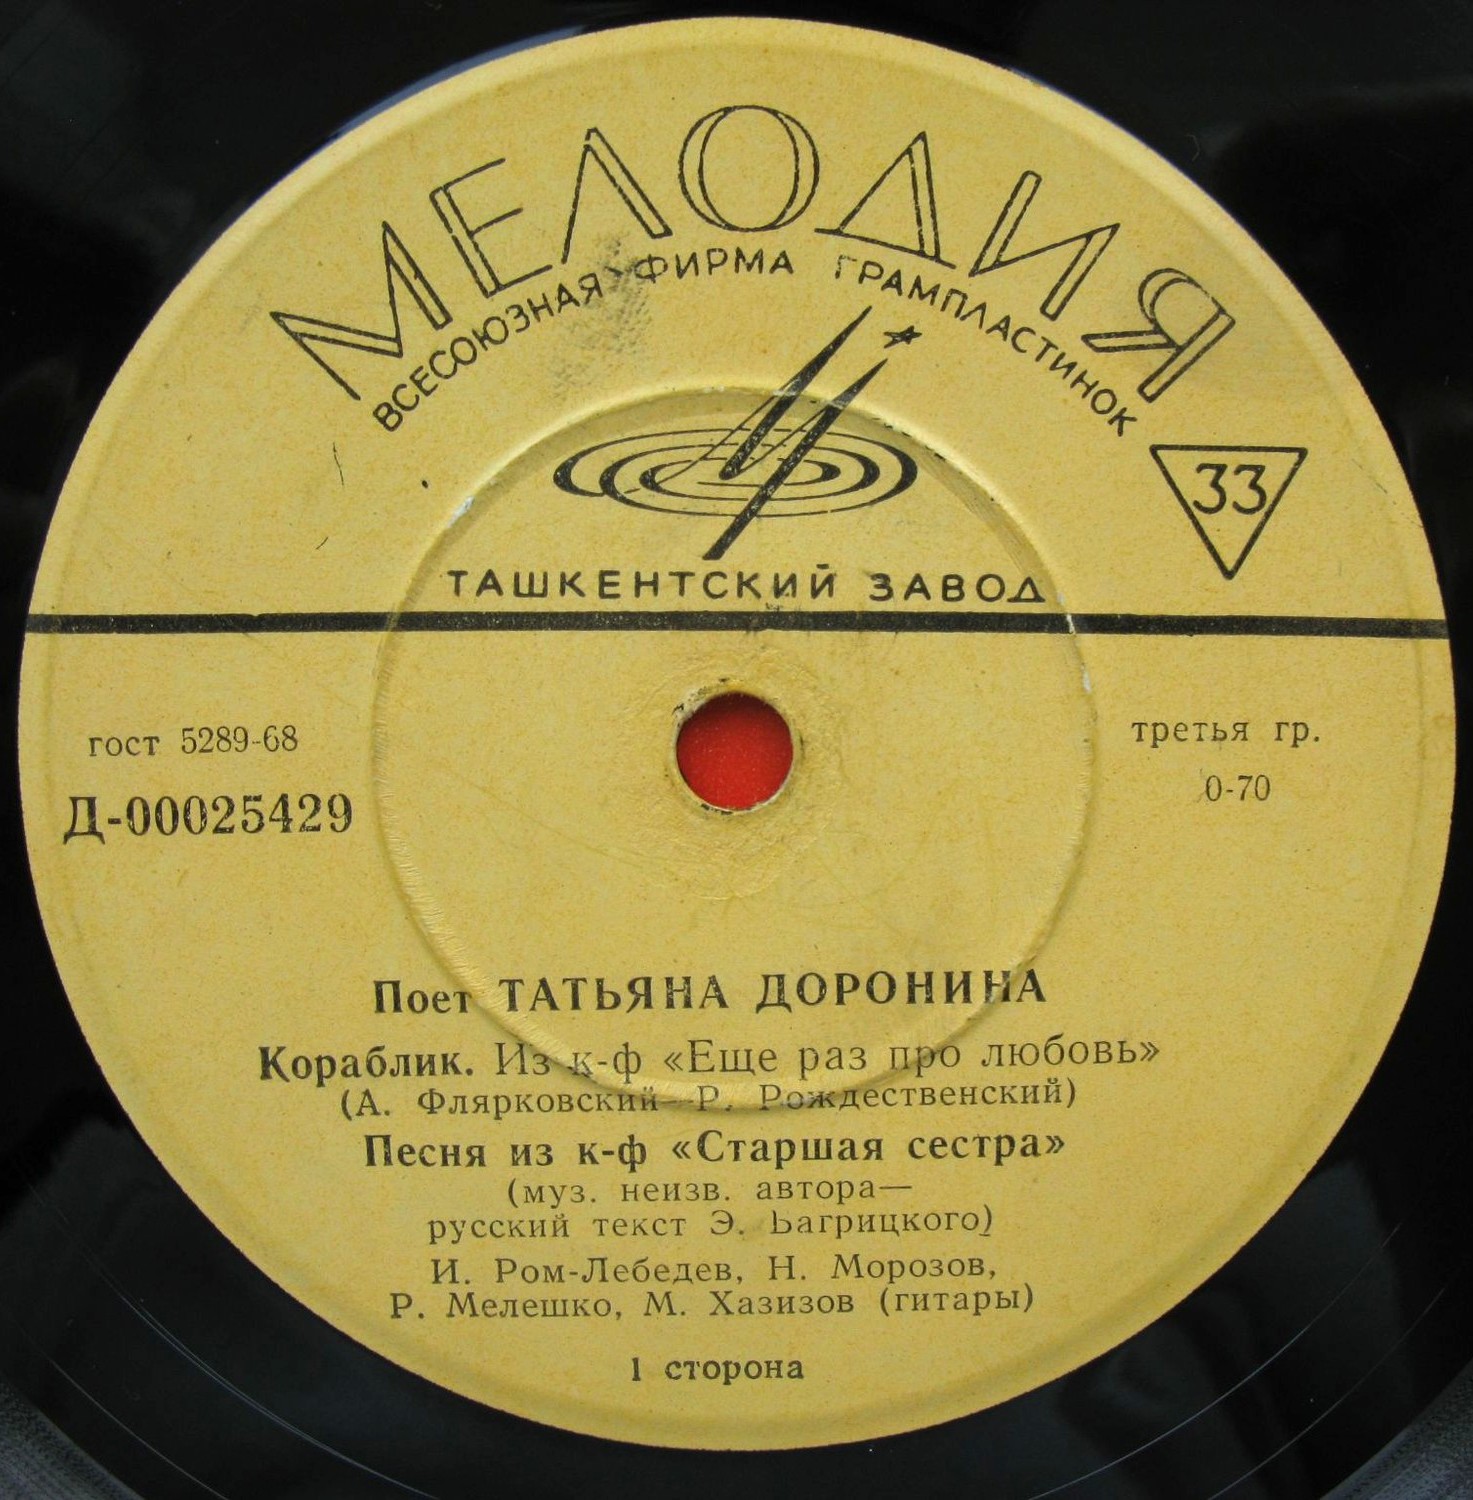 МЕЛОДИЯ
ВСЕСОЮЗНАЯ ФИРМА ГРАМПЛАСТИНОК
33
ТАШКЕНТСКИЙ ЗАВОД
гост 5289-68
третья гр.
Д-00025429
0-70
Поет ТАТЬЯНА ДОРОНИНА
Кораблик. Из к-ф «Еще раз про любовь»
(А. Флярковский—Р. Рождественский)
Песня из к-ф «Старшая сестра»
(муз. неизв. автора—
русский текст Э. Багрицкого)
И. Ром-Лебедев, Н. Морозов,
Р. Мелешко, М. Хазизов (гитары)
1 сторона